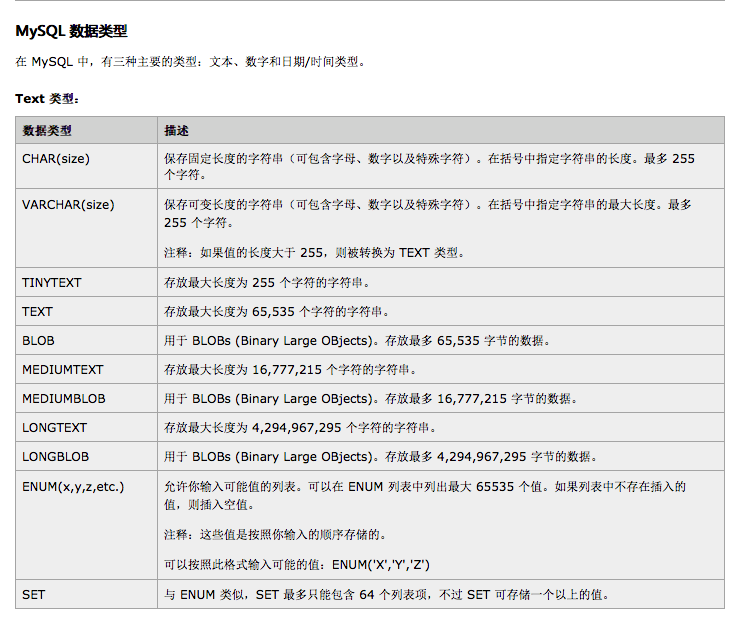 MySQL 数据类型
在 MySQL 中，有三种主要的类型：文本、数字和日期/时间类型。
Text 类型：
数据类型 描述
CHAR(size) 保存固定长度的字符串（可包含字母、数字以及特殊字符）。在括号中指定字符串的长度。最多 255
个字符。
VARCHAR(size) 保存可变长度的字符串（可包含字母、数字以及特殊字符）。在括号中指定字符串的最大长度。最多
255 个字符。
注释：如果值的长度大于 255，则被转换为 TEXT 类型。
TINYTEXT 存放最大长度为 255 个字符的字符串。
TEXT 存放最大长度为 65,535 个字符的字符串。
BLOB 用于 BLOBs (Binary Large OBjects)。存放最多 65,535 字节的数据。
MEDIUMTEXT 存放最大长度为 16,777,215 个字符的字符串。
MEDIUMBLOB 用于 BLOBs (Binary Large OBjects)。存放最多 16,777,215 字节的数据。
LONGTEXT 存放最大长度为 4,294,967,295 个字符的字符串。
LONGBLOB 用于 BLOBs (Binary Large OBjects)。存放最多 4,294,967,295 字节的数据。
ENUM(x,y,z,etc.) 允许你输入可能值的列表。可以在 ENUM 列表中列出最大 65535 个值。如果列表中不存在插入的
值，则插入空值。
注释：这些值是按照你输入的顺序存储的。
可以按照此格式输入可能的值：ENUM('X','Y','Z')
SET 与 ENUM 类似，SET 最多只能包含 64 个列表项，不过 SET 可存储一个以上的值。